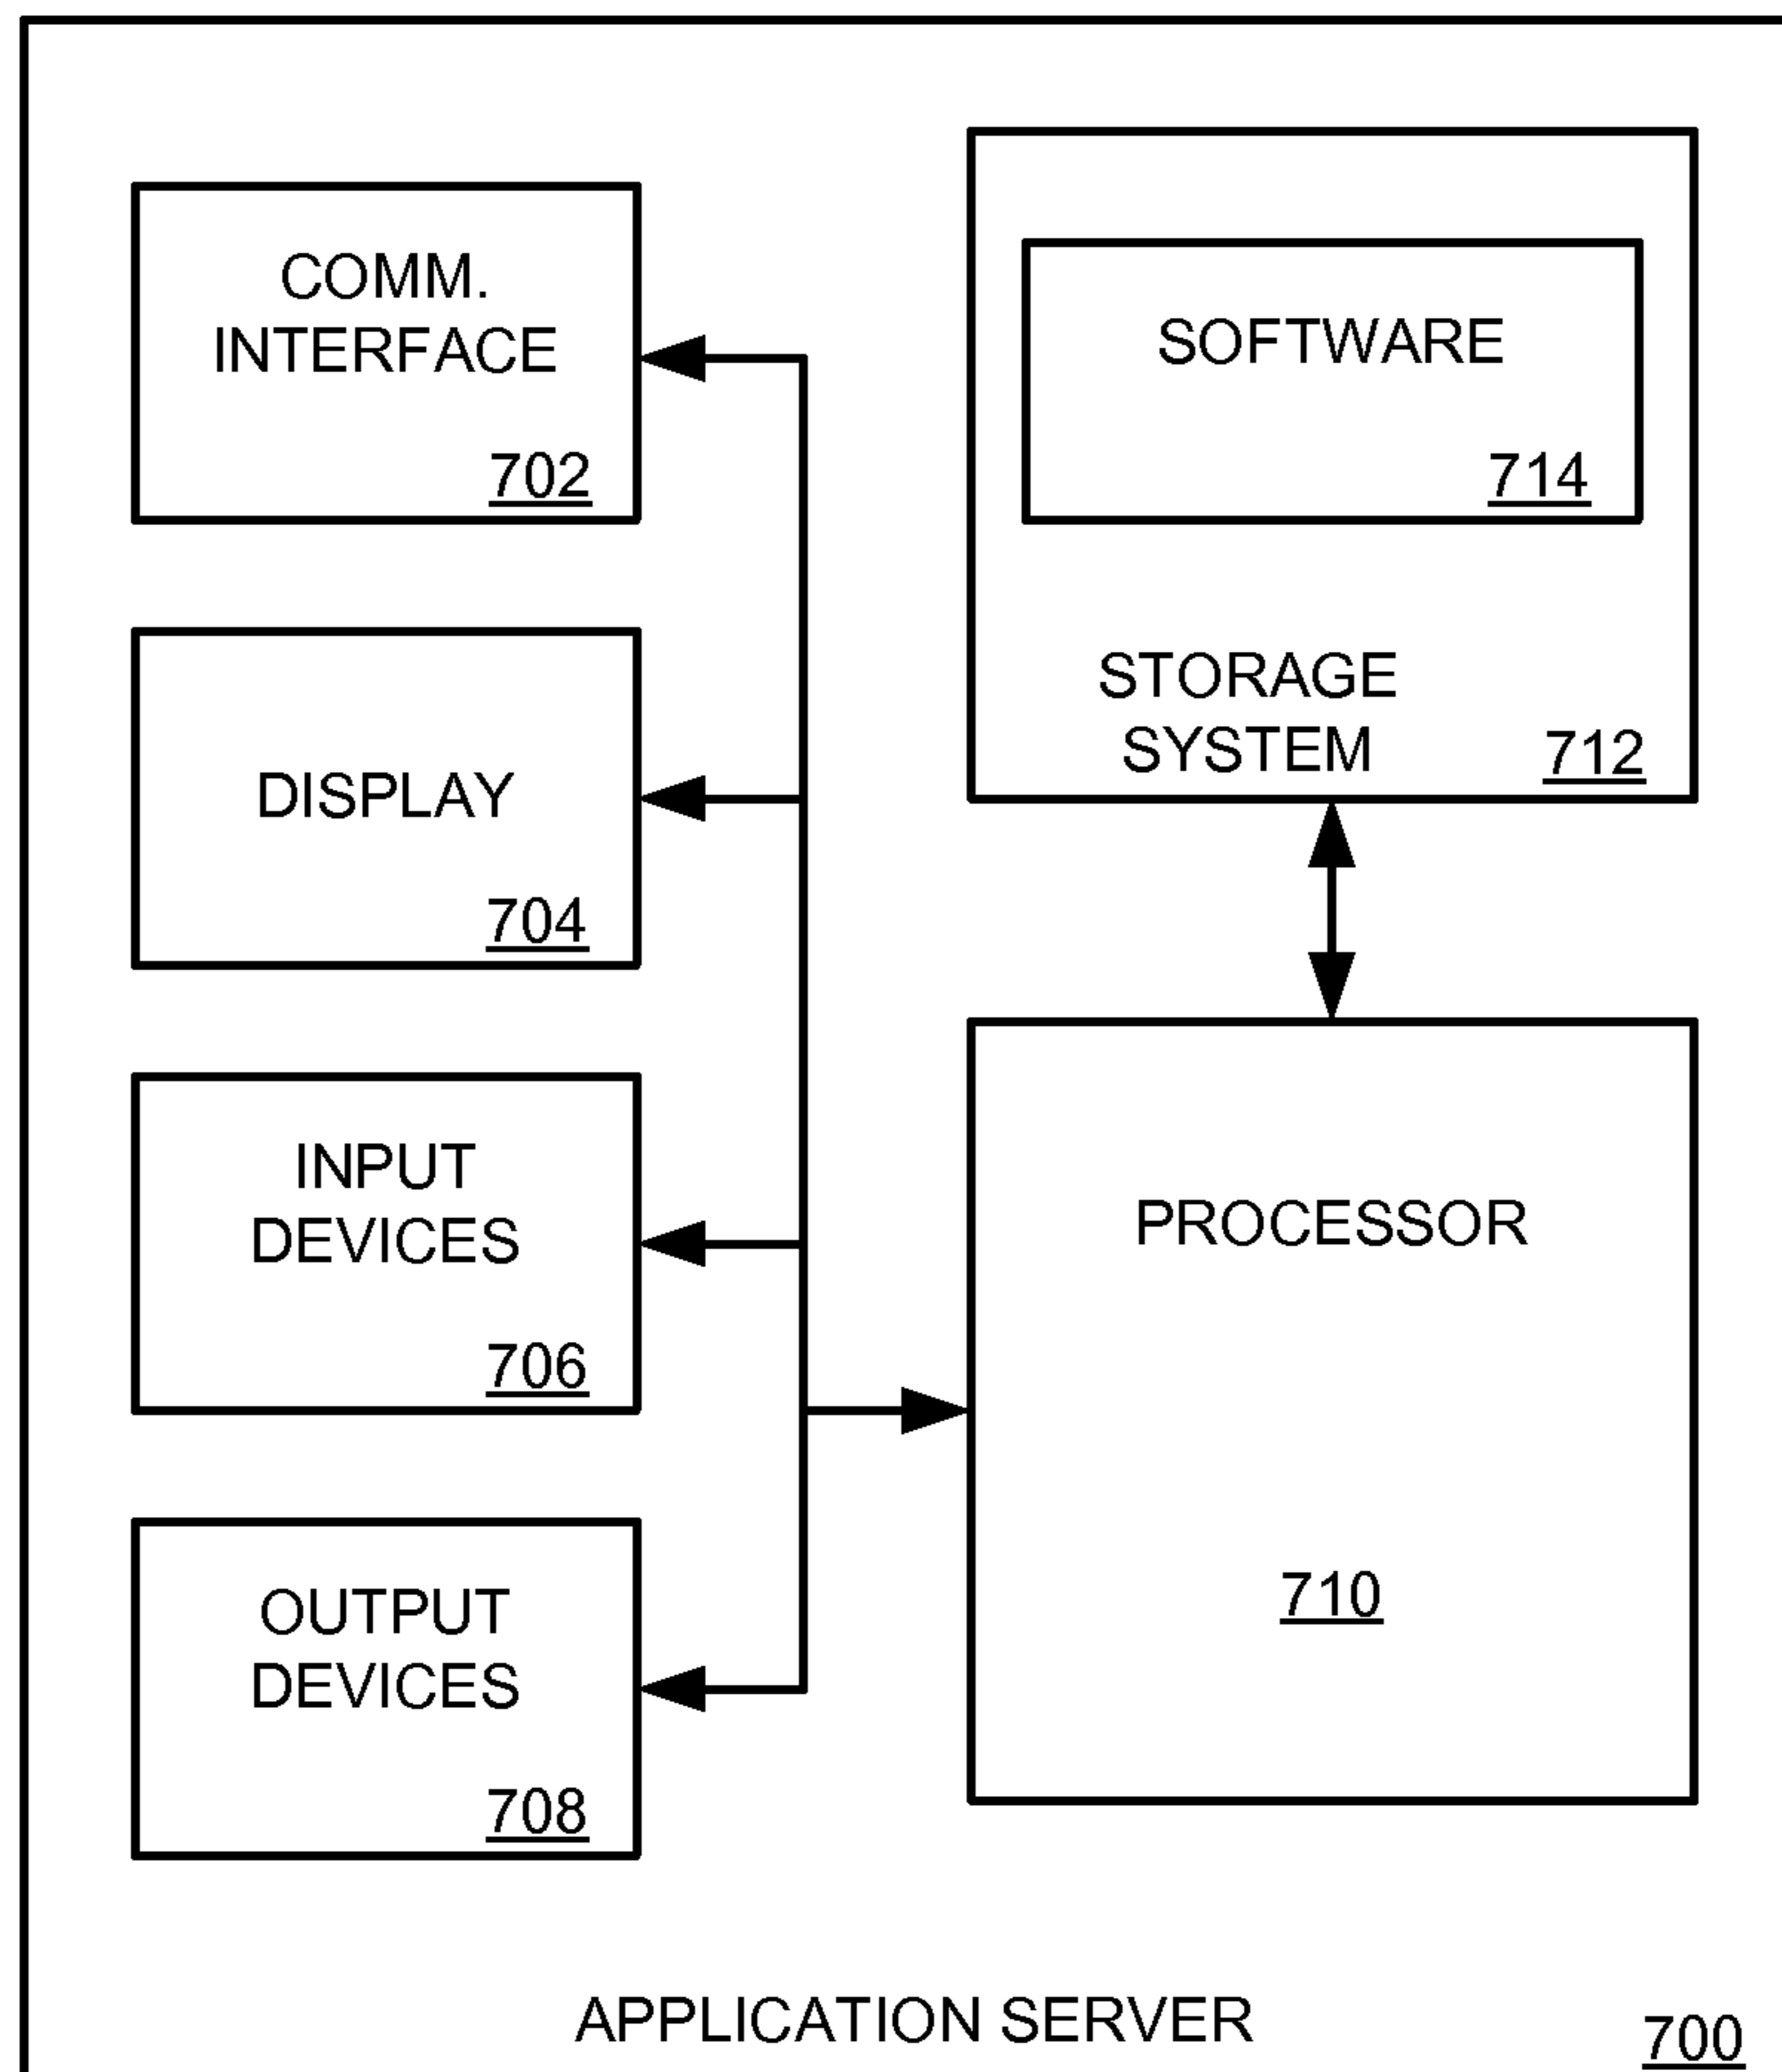 COMM.
INTERFACE
702
DISPLAY
704
INPUT
DEVICES
706
OUTPUT
DEVICES
708
SOFTWARE
714
STORAGE
SYSTEM
712
PROCESSOR
710
APPLICATION SERVER
700